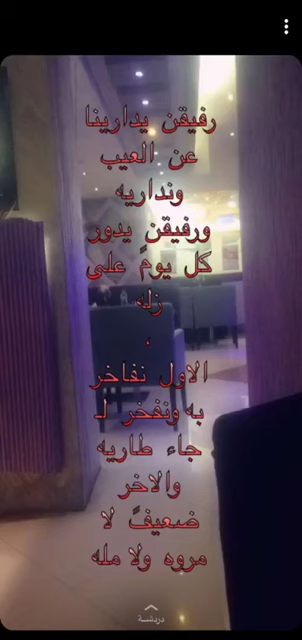 رفيقن يدارينا
عن العيب
ونداريه
ورفيقن يدور
كل يومً على
زله
،
الاول نفاخر
به ونفخر لـ
جاء طاريه
والاخر
ضعيفً لا
مروه ولا مله
دردشة